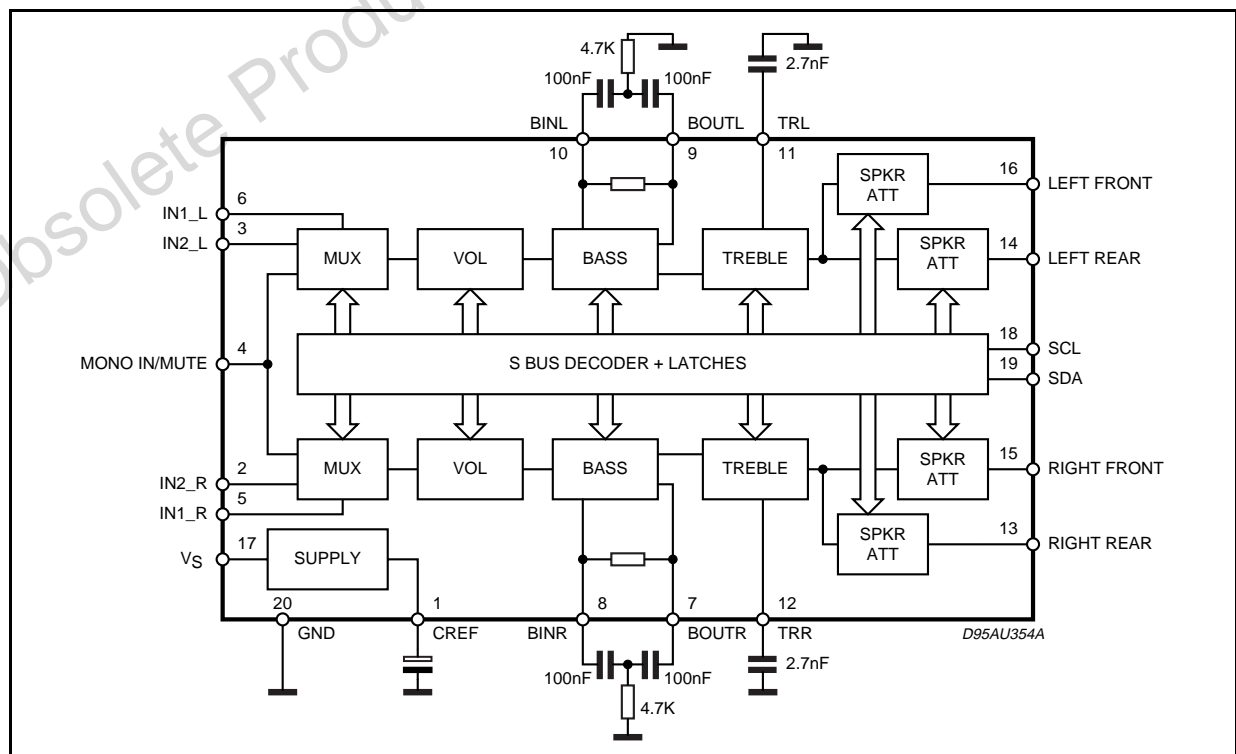 Obsolete Produ
4.7K
100nF
100nF
2.7nF
BINL
BOUTL
TRL
10
9
11
SPKR
ATT
16
LEFT FRONT
6
IN1_L
3
IN2_L
MUX
VOL
BASS
TREBLE
SPKR
ATT
14
LEFT REAR
4
MONO IN/MUTE
S BUS DECODER + LATCHES
18
SCL
19
SDA
MUX
VOL
BASS
TREBLE
SPKR
ATT
15
RIGHT FRONT
2
IN2_R
5
IN1_R
17
VS
SUPPLY
SPKR
ATT
13
RIGHT REAR
20
GND
1
CREF
8
BINR
7
BOUTR
12
TRR
D95AU354A
100nF
100nF
2.7nF
4.7K